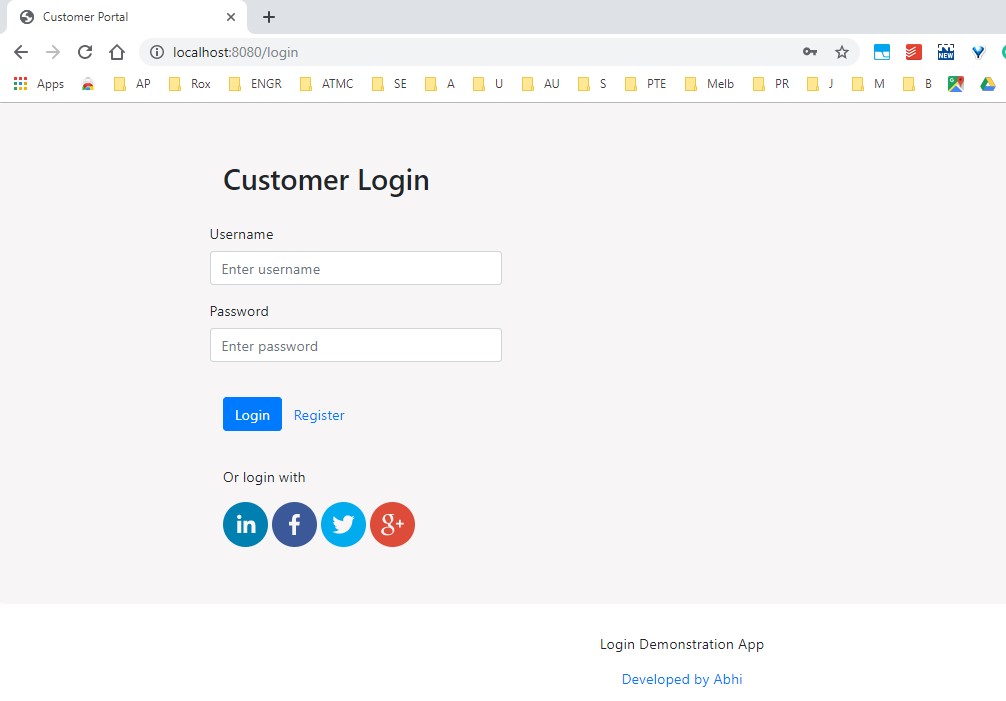 Customer Portal
localhost:8080/login
NEW
Apps AP Rox ENGR ATMC SE A U AU S PTE Melb PR J M B
Customer Login
Username
Enter username
Password
Enter password
Login Register
Or login with
in f g+
Login Demonstration App
Developed by Abhi